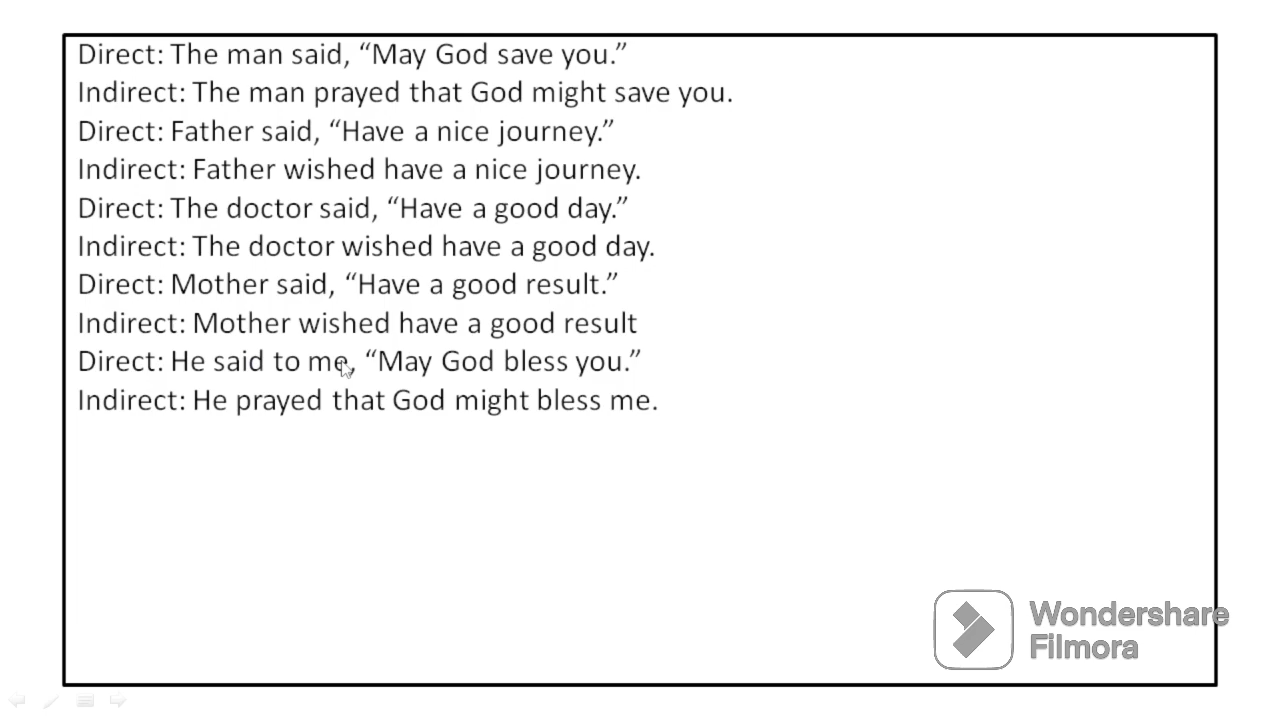 Direct: The man said, “May God save you.”
Indirect: The man prayed that God might save you.
Direct: Father said, “Have a nice journey.”
Indirect: Father wished have a nice journey.
Direct: The doctor said, “Have a good day.”
Indirect: The doctor wished have a good day.
Direct: Mother said, “Have a good result.”
Indirect: Mother wished have a good result
Direct: He said to me, “May God bless you.”
Indirect: He prayed that God might bless me.
Wondershare
Filmora